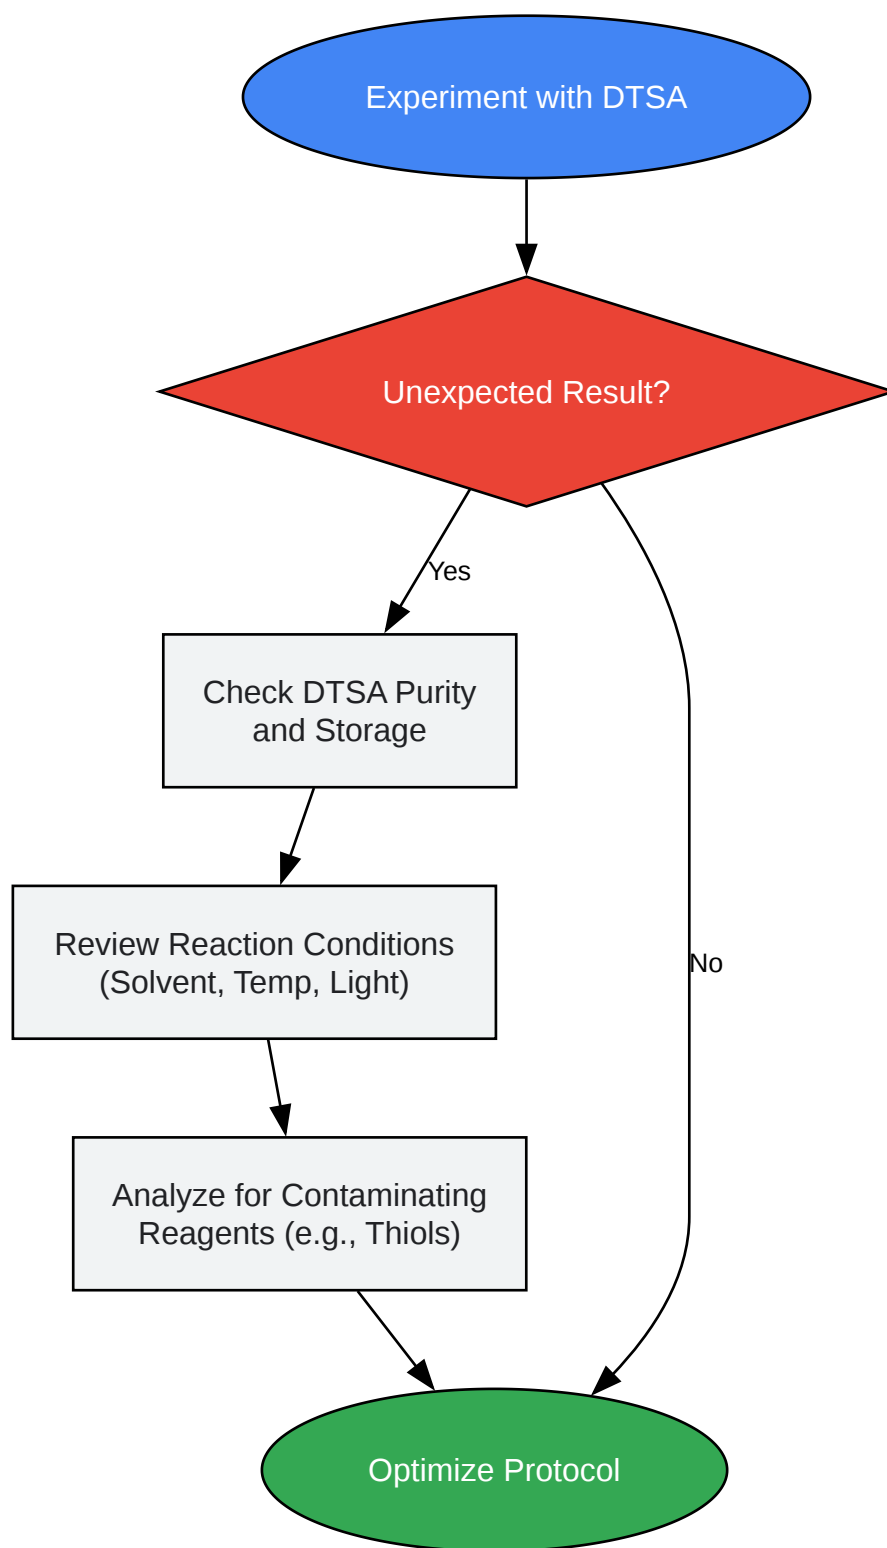 Experiment with DTSA
Unexpected Result?
Yes
Check DTSA Purity
and Storage
Review Reaction Conditions
(Solvent, Temp, Light)
No
Analyze for Contaminating
Reagents (e.g., Thiols)
Optimize Protocol